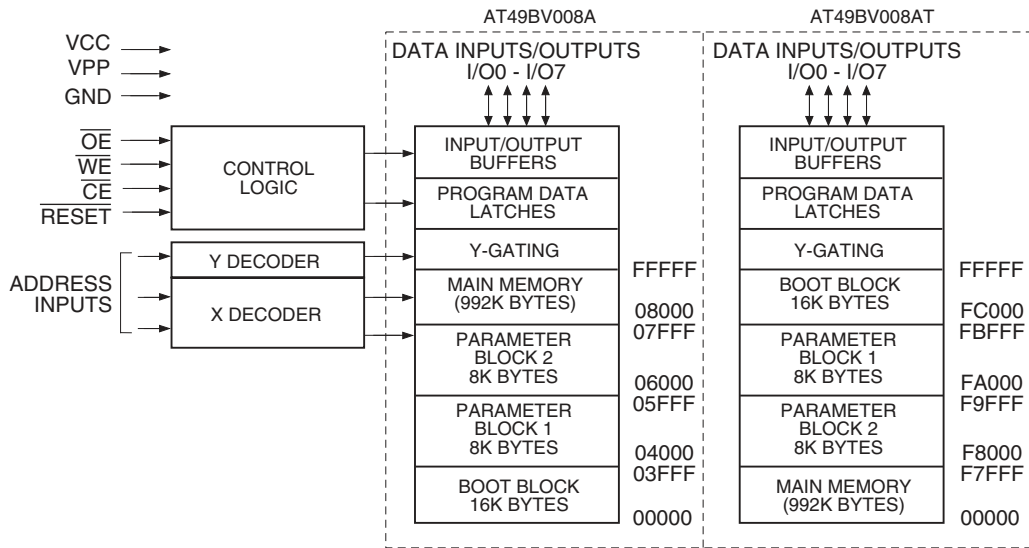 AT49BV008A
AT49BV008AT
VCC
VPP
GND
OE
WE
CE
RESET
ADDRESS
INPUTS
CONTROL
LOGIC
Y DECODER
X DECODER
DATA INPUTS/OUTPUTS
I/O0 - I/O7
INPUT/OUTPUT
BUFFERS
PROGRAM DATA
LATCHES
Y-GATING
MAIN MEMORY
(992K BYTES)
PARAMETER
BLOCK 2
8K BYTES
PARAMETER
BLOCK 1
8K BYTES
BOOT BLOCK
16K BYTES
FFFFF
08000
07FFF
06000
05FFF
04000
03FFF
00000
DATA INPUTS/OUTPUTS
I/O0 - I/O7
INPUT/OUTPUT
BUFFERS
PROGRAM DATA
LATCHES
Y-GATING
BOOT BLOCK
16K BYTES
PARAMETER
BLOCK 1
8K BYTES
PARAMETER
BLOCK 2
8K BYTES
MAIN MEMORY
(992K BYTES)
FFFFF
FC000
FBFFF
FA000
F9FFF
F8000
F7FFF
00000